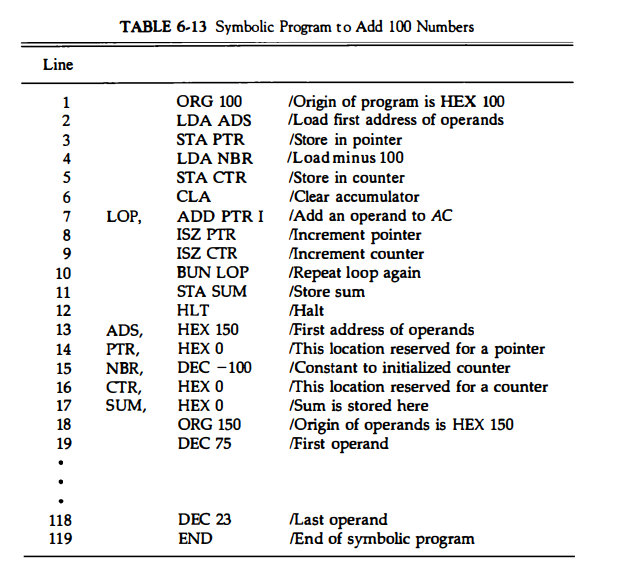 TABLE 6-13 Symbolic Program to Add 100 Numbers
Line
1 ORG 100 /Origin of program is HEX 100
2 LDA ADS /Load first address of operands
3 STA PTR /Store in pointer
4 LDA NBR /Load minus 100
5 STA CTR /Store in counter
6 CLA /Clear accumulator
7 LOP, ADD PTR I /Add an operand to AC
8 ISZ PTR /Increment pointer
9 ISZ CTR /Increment counter
10 BUN LOP /Repeat loop again
11 STA SUM /Store sum
12 HLT /Halt
13 ADS, HEX 150 /First address of operands
14 PTR, HEX 0 /This location reserved for a pointer
15 NBR, DEC −100 /Constant to initialized counter
16 CTR, HEX 0 /This location reserved for a counter
17 SUM, HEX 0 /Sum is stored here
18 ORG 150 /Origin of operands is HEX 150
19 DEC 75 /First operand
•
•
•
118 DEC 23 /Last operand
119 END /End of symbolic program